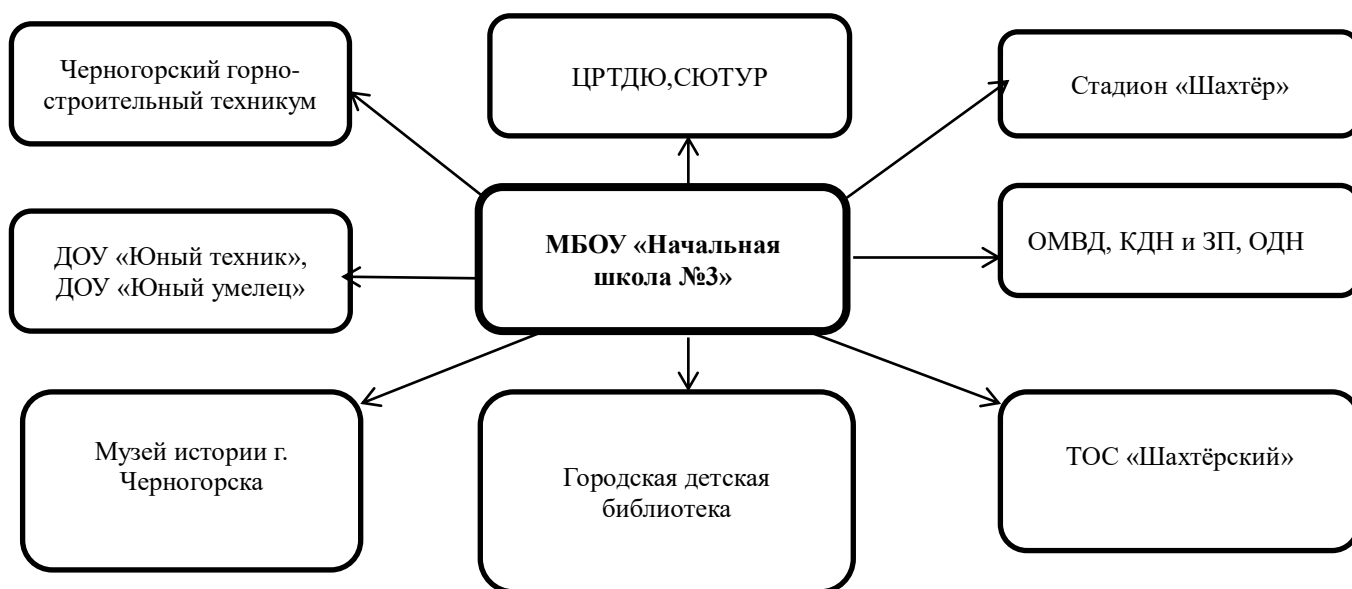 Черногорский горно-
строительный техникум
ЦРТДЮ,СЮТУР
Стадион «Шахтёр»
ДОУ «Юный техник»,
ДОУ «Юный умелец»
МБОУ «Начальная
школа №3»
ОМВД, КДН и ЗП, ОДН
Музей истории г.
Черногорска
Городская детская
библиотека
ТОС «Шахтёрский»